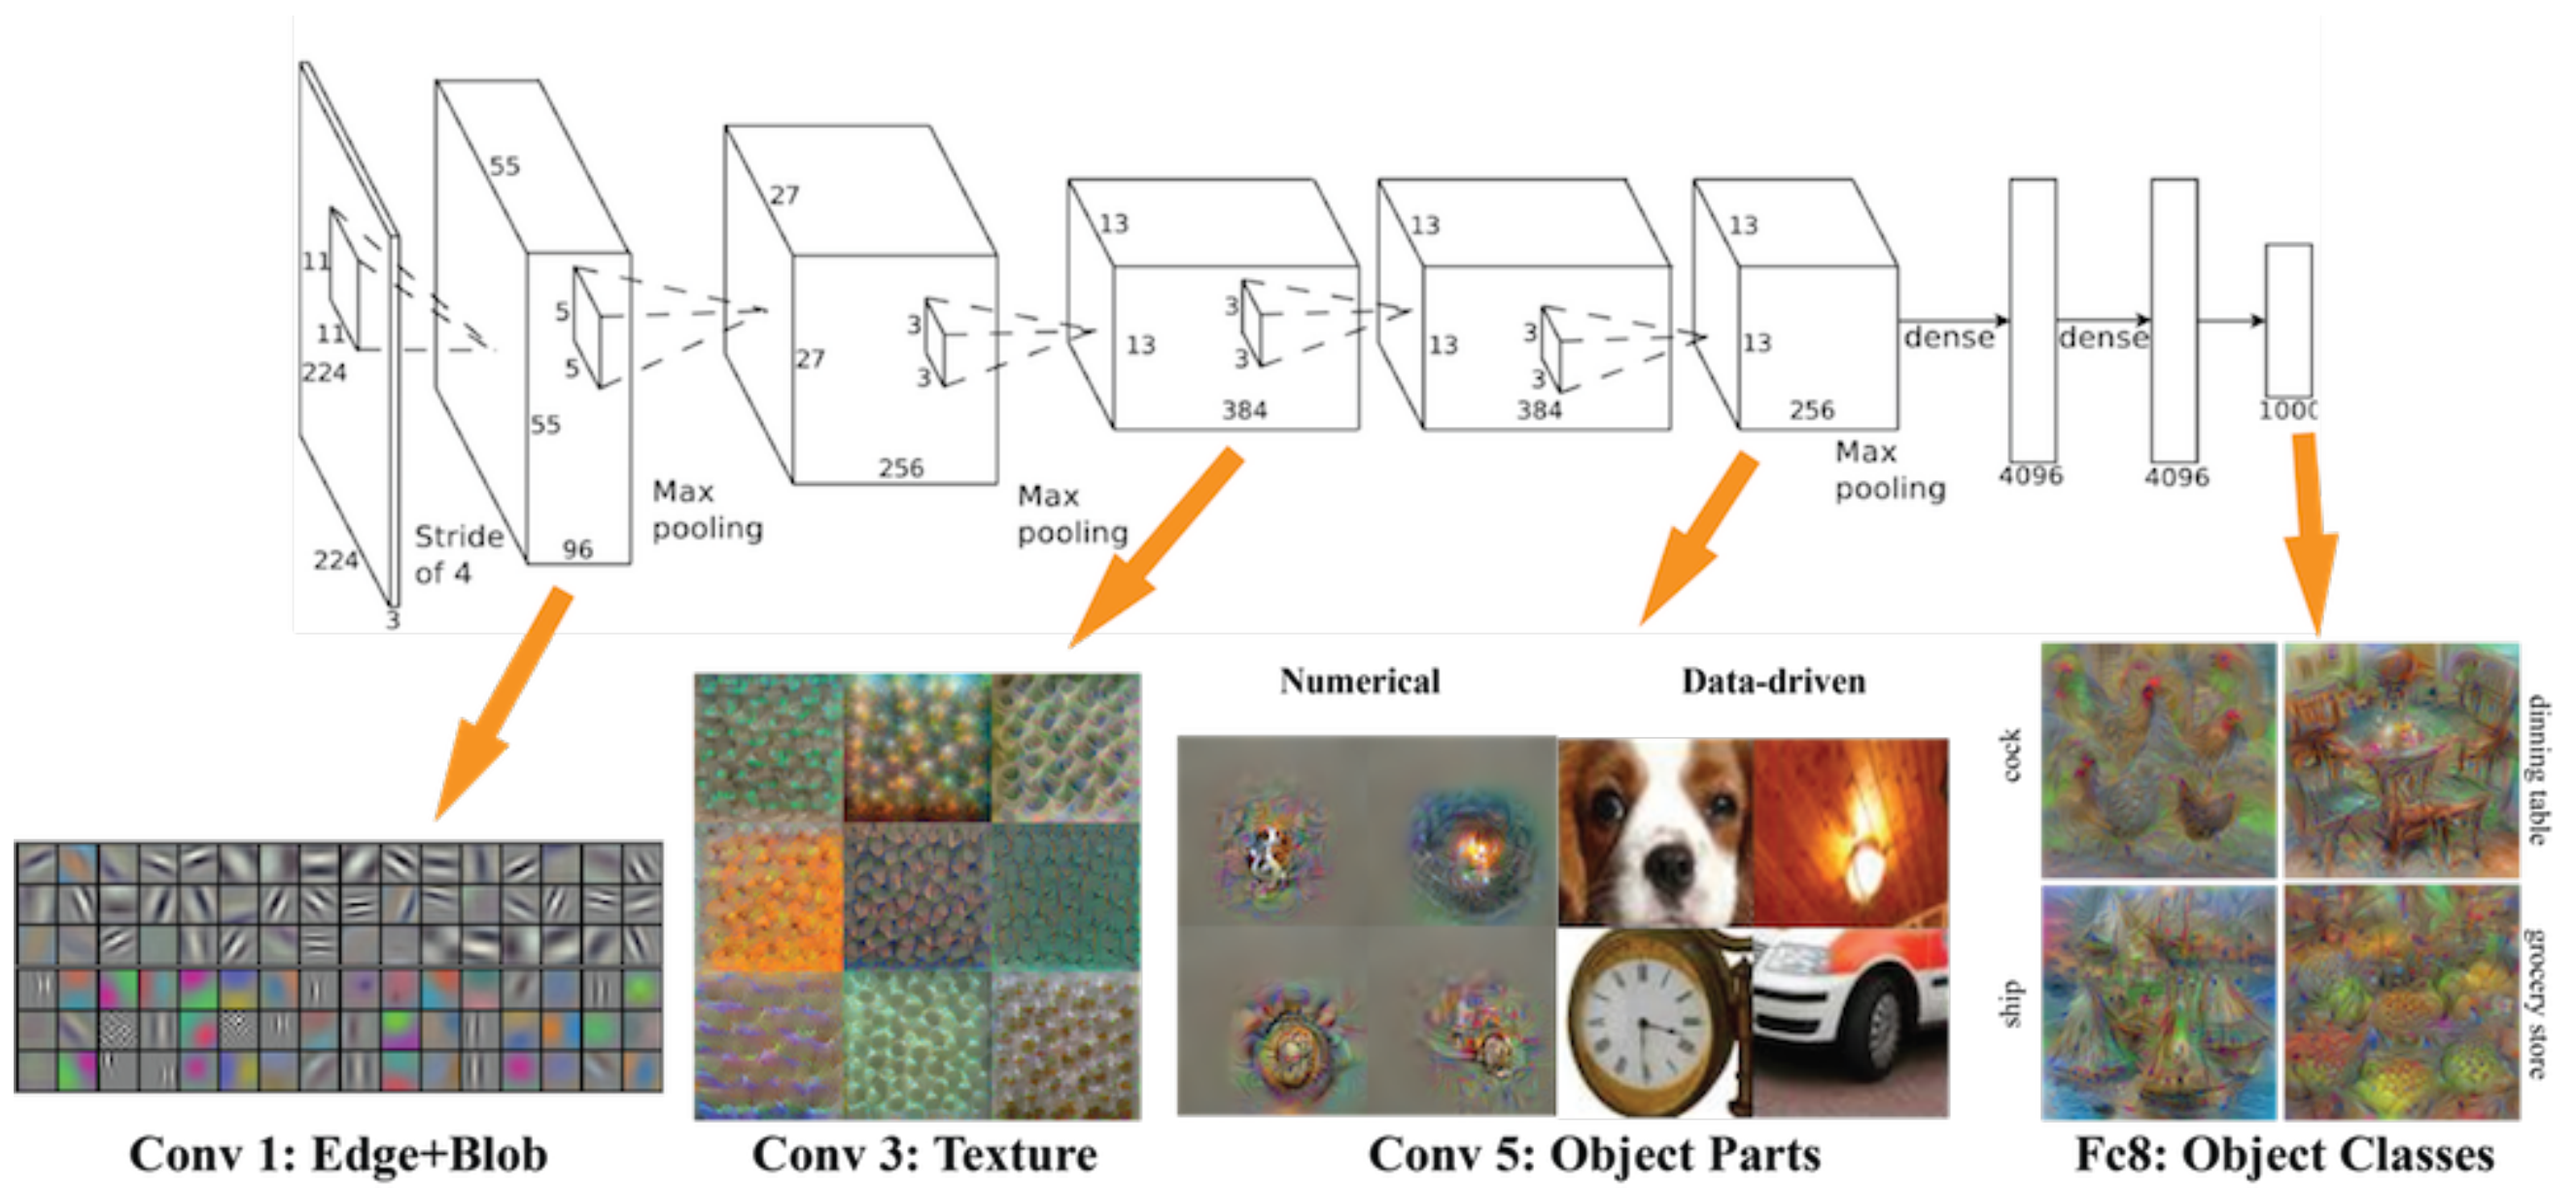 55
27
13
13
13
11
11
224
224
3
Stride
of 4
5
5
55
96
Max
pooling
3
3
27
256
Max
pooling
3
3
13
384
3
3
13
384
13
256
Max
pooling
dense
dense
4096
4096
1000
Numerical
Data-driven
cock
ship
dinning table
grocery store
Conv 1: Edge+Blob
Conv 3: Texture
Conv 5: Object Parts
Fc8: Object Classes